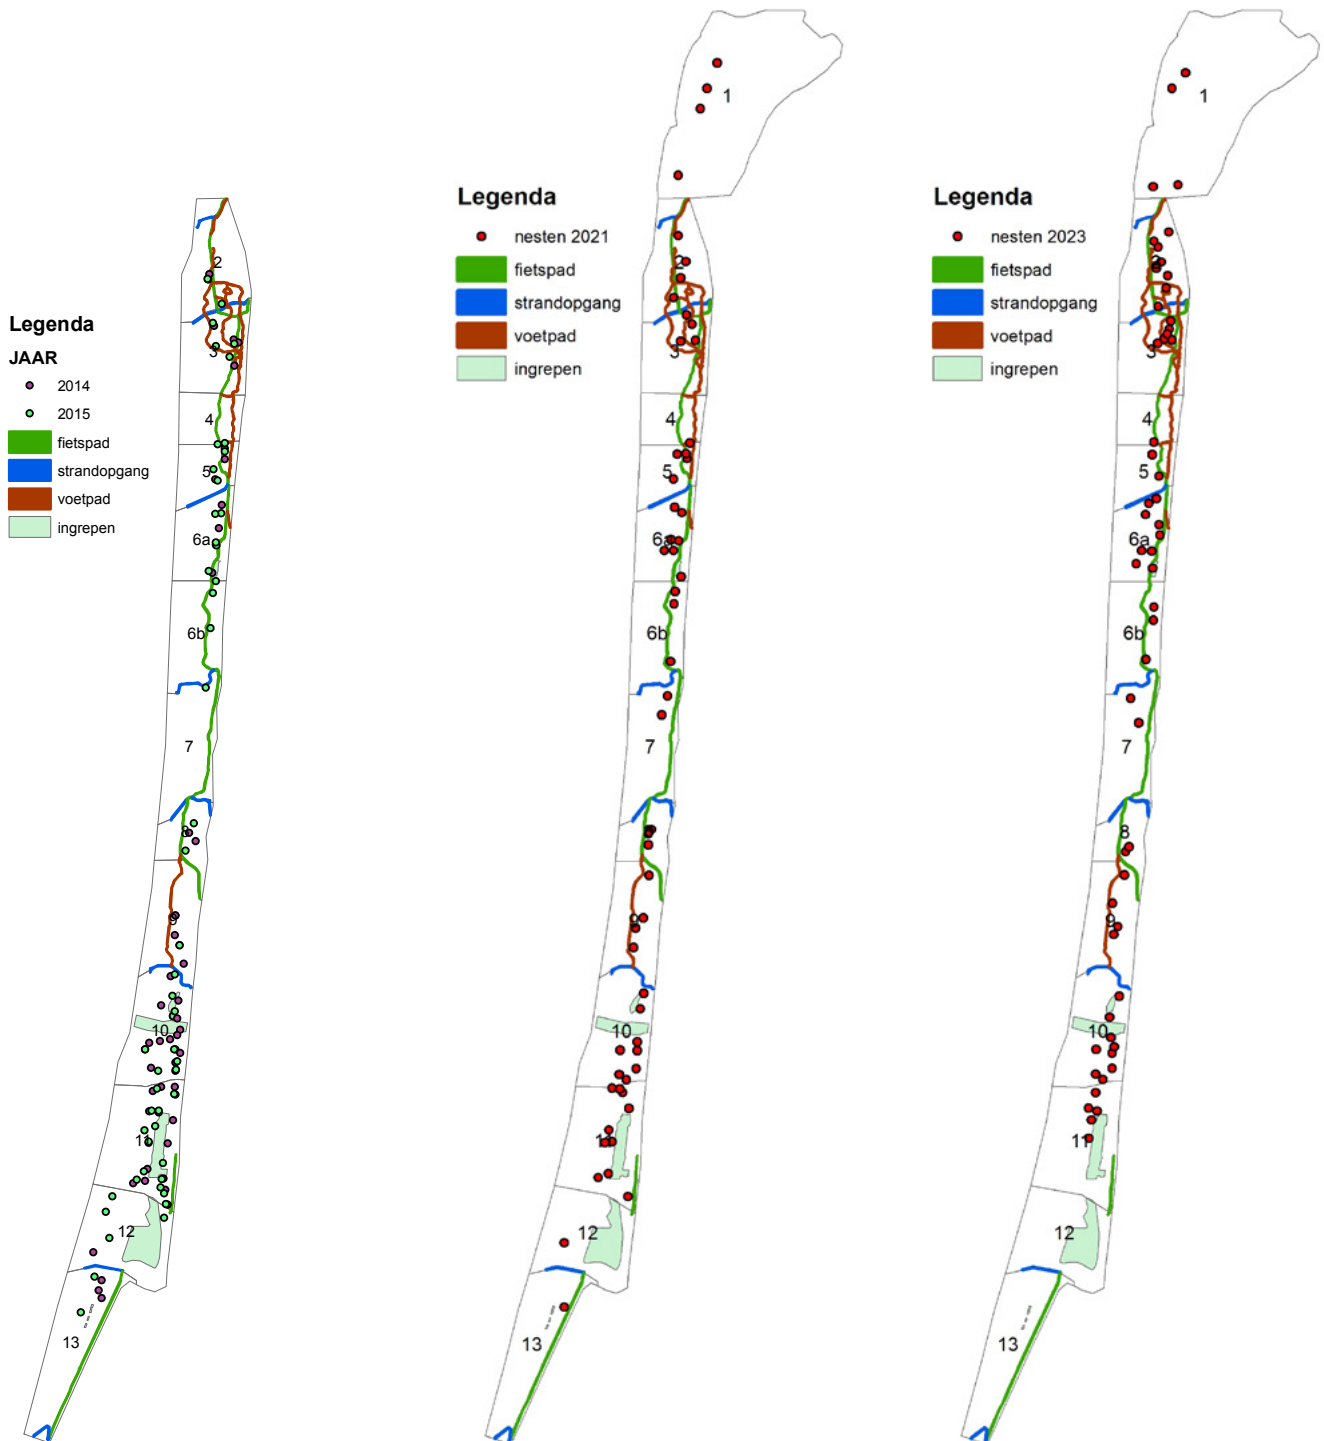 Legenda
JAAR
2014
2015
fietspad
strandopgang
voetpad
ingrepen
2
3
4
5
6a
6b
7
8
9
10
11
12
13
Legenda
nesten 2021
fietspad
strandopgang
voetpad
ingrepen
1
2
3
4
5
6a
6b
7
9
10
11
12
13
Legenda
nesten 2023
fietspad
strandopgang
voetpad
ingrepen
1
2
3
4
5
6a
6b
7
8
9
10
11
12
13